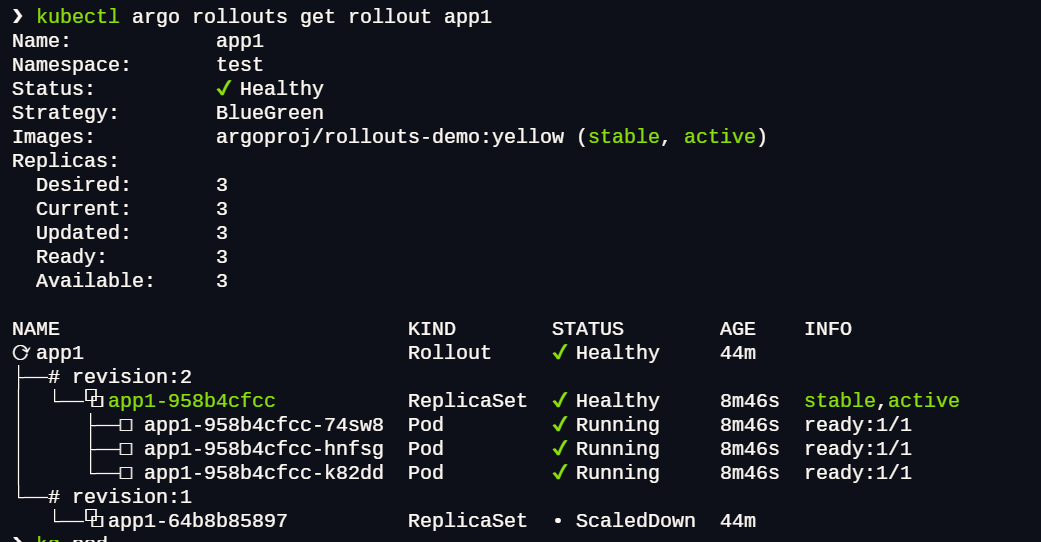 ❯ kubectl argo rollouts get rollout app1
Name:            app1
Namespace:       test
Status:          ✔ Healthy
Strategy:        BlueGreen
Images:          argoproj/rollouts-demo:yellow (stable, active)
Replicas:
  Desired:       3
  Current:       3
  Updated:       3
  Ready:         3
  Available:     3
NAME                             KIND        STATUS        AGE    INFO
⟳ app1                           Rollout     ✔ Healthy     44m
├──# revision:2
│  └──⧉ app1-958b4cfcc           ReplicaSet  ✔ Healthy     8m46s  stable,active
│     ├──□ app1-958b4cfcc-74sw8  Pod         ✔ Running     8m46s  ready:1/1
│     ├──□ app1-958b4cfcc-hnfsg  Pod         ✔ Running     8m46s  ready:1/1
│     └──□ app1-958b4cfcc-k82dd  Pod         ✔ Running     8m46s  ready:1/1
└──# revision:1
   └──⧉ app1-64b8b85897          ReplicaSet  • ScaledDown  44m